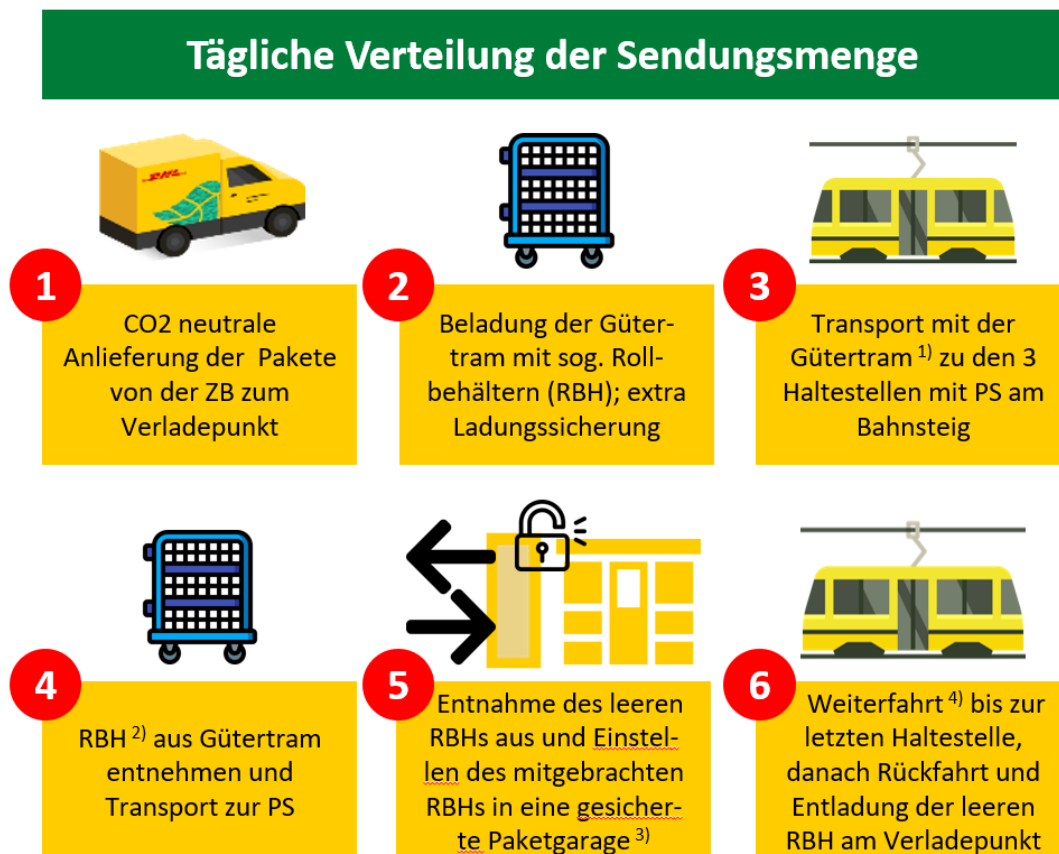 Tägliche Verteilung der Sendungsmenge
DHL
1
CO2 neutrale
Anlieferung der Pakete
von der ZB zum
Verladepunkt
2
Beladung der Güter-
tram mit sog. Roll-
behältern (RBH); extra
Ladungssicherung
3
Transport mit der
Gütertram 1) zu den 3
Haltestellen mit PS am
Bahnsteig
4
RBH 2) aus Gütertram
entnehmen und
Transport zur PS
5
Entnahme des leeren
RBHs aus und Einstel-
len des mitgebrachten
RBHs in eine gesicher-
te Paketgarage 3)
6
Weiterfahrt 4) bis zur
letzten Haltestelle,
danach Rückfahrt und
Entladung der leeren
RBH am Verladepunkt